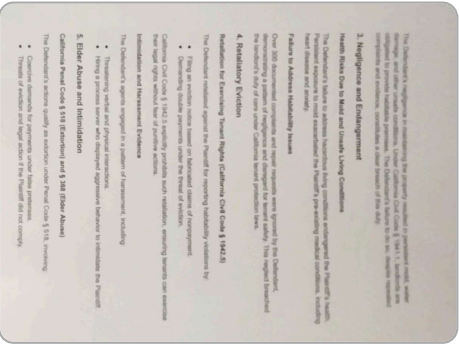 The Defendant's negligence in maintaining the property resulted in persistent mold, water
damage, and other unsafe conditions. Under California Civil Code § 1941.1, landlords are
obligated to provide habitable premises. The Defendant's failure to do so, despite repeated
complaints and evidence, constitutes a clear breach of this duty.
3. Negligence and Endangerment
Health Risks Due to Mold and Unsafe Living Conditions
The Defendant's failure to address hazardous living conditions endangered the Plaintiff's health.
Persistent exposure to mold exacerbated the Plaintiff's pre-existing medical conditions, including
heart disease and anxiety.
Failure to Address Habitability Issues
Over 300 documented complaints and repair requests were ignored by the Defendant,
demonstrating a pattern of negligence and disregard for tenant safety. This neglect breached
the landlord's duty of care under California tenant protection laws.
4. Retaliatory Eviction
Retaliation for Exercising Tenant Rights (California Civil Code § 1942.5)
The Defendant retaliated against the Plaintiff for reporting habitability violations by:
• Filing an eviction notice based on fabricated claims of nonpayment.
• Demanding double payments under the threat of eviction.
California Civil Code § 1942.5 explicitly prohibits such retaliation, ensuring tenants can exercise
their legal rights without fear of punitive actions.
Intimidation and Harassment Evidence
The Defendant's agents engaged in a pattern of harassment, including:
• Threatening verbal and physical interactions.
• Hiring a process server who displayed aggressive behavior to intimidate the Plaintiff.
5. Elder Abuse and Intimidation
California Penal Code § 518 (Extortion) and § 368 (Elder Abuse)
The Defendant's actions qualify as extortion under Penal Code § 518, involving:
• Coercive demands for payments under false pretenses.
• Threats of eviction and legal action if the Plaintiff did not comply.